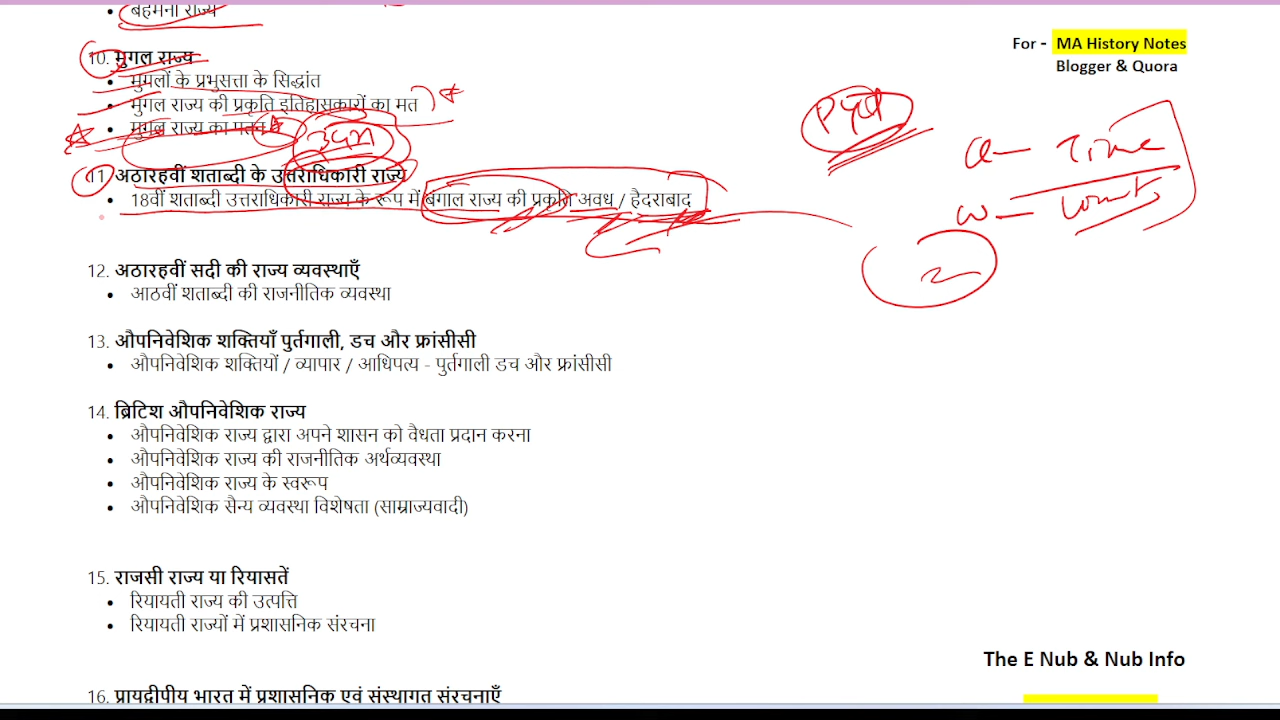 बहमनी राज्य
For - MA History Notes
Blogger & Quora
10. मुगल राज्य
मुगलों के प्रभुसत्ता के सिद्धांत
मुगल राज्य की प्रकृति इतिहासकारों का मत
मुगल राज्य का पतन
Q - Time
11. अठारहवीं शताब्दी के उत्तराधिकारी राज्य
18वीं शताब्दी उत्तराधिकारी राज्य के रूप में बंगाल राज्य की प्रकृति अवध / हैदराबाद
W -
12. अठारहवीं सदी की राज्य व्यवस्थाएँ
आठवीं शताब्दी की राजनीतिक व्यवस्था
13. औपनिवेशिक शक्तियाँ पुर्तगाली, डच और फ्रांसीसी
औपनिवेशिक शक्तियों / व्यापार / आधिपत्य - पुर्तगाली डच और फ्रांसीसी
14. ब्रिटिश औपनिवेशिक राज्य
औपनिवेशिक राज्य द्वारा अपने शासन को वैधता प्रदान करना
औपनिवेशिक राज्य की राजनीतिक अर्थव्यवस्था
औपनिवेशिक राज्य के स्वरूप
औपनिवेशिक सैन्य व्यवस्था विशेषता (साम्राज्यवादी)
15. राजसी राज्य या रियासतें
रियायती राज्य की उत्पत्ति
रियायती राज्यों में प्रशासनिक संरचना
The E Nub & Nub Info
16. प्रायद्वीपीय भारत में प्रशासनिक एवं संस्थागत संरचनाएँ